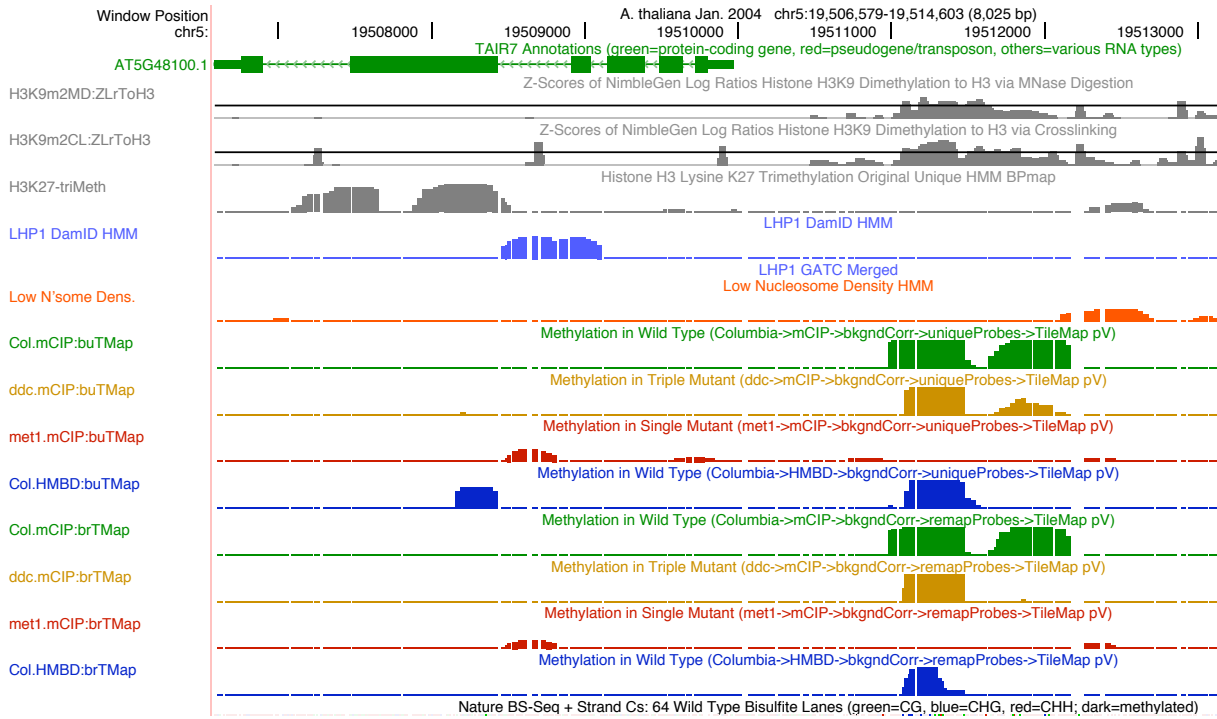 Window Position A. thaliana Jan. 2004 chr5:19,506,579-19,514,603 (8,025 bp)
chr5: 19508000 19509000 19510000 19511000 19512000 19513000
TAIR7 Annotations (green=protein-coding gene, red=pseudogene/transposon, others=various RNA types)
AT5G48100.1
Z-Scores of NimbleGen Log Ratios Histone H3K9 Dimethylation to H3 via MNase Digestion
H3K9m2MD:ZLrToH3
Z-Scores of NimbleGen Log Ratios Histone H3K9 Dimethylation to H3 via Crosslinking
H3K9m2CL:ZLrToH3
Histone H3 Lysine K27 Trimethylation Original Unique HMM BPmap
H3K27-triMeth
LHP1 DamID HMM
LHP1 DamID HMM
LHP1 GATC Merged
Low Nucleosome Density HMM
Low N'some Dens.
Methylation in Wild Type (Columbia->mCIP->bkgndCorr->uniqueProbes->TileMap pV)
Col.mCIP:buTMap
Methylation in Triple Mutant (ddc->mCIP->bkgndCorr->uniqueProbes->TileMap pV)
ddc.mCIP:buTMap
Methylation in Single Mutant (met1->mCIP->bkgndCorr->uniqueProbes->TileMap pV)
met1.mCIP:buTMap
Methylation in Wild Type (Columbia->HMBD->bkgndCorr->uniqueProbes->TileMap pV)
Col.HMBD:buTMap
Methylation in Wild Type (Columbia->mCIP->bkgndCorr->remapProbes->TileMap pV)
Col.mCIP:brTMap
Methylation in Triple Mutant (ddc->mCIP->bkgndCorr->remapProbes->TileMap pV)
ddc.mCIP:brTMap
Methylation in Single Mutant (met1->mCIP->bkgndCorr->remapProbes->TileMap pV)
met1.mCIP:brTMap
Methylation in Wild Type (Columbia->HMBD->bkgndCorr->remapProbes->TileMap pV)
Col.HMBD:brTMap
Nature BS-Seq + Strand Cs: 64 Wild Type Bisulfite Lanes (green=CG, blue=CHG, red=CHH; dark=methylated)